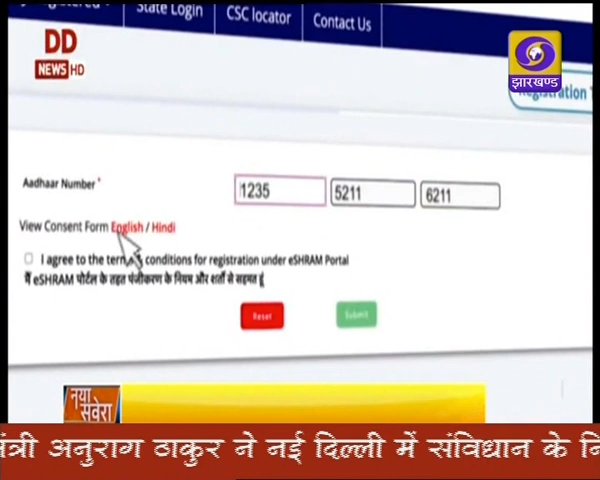 State Login
CSC locator
Contact Us
DD
NEWS HD
झारखण्ड
Registration
Aadhaar Number *
1235
5211
6211
View Consent Form English / Hindi
I agree to the terms & conditions for registration under eSHRAM Portal
मैं eSHRAM पोर्टल के तहत पंजीकरण के नियम और शर्तों से सहमत हूं
Reset
Submit
नया
सवेरा
मंत्री अनुराग ठाकुर ने नई दिल्ली में संविधान के